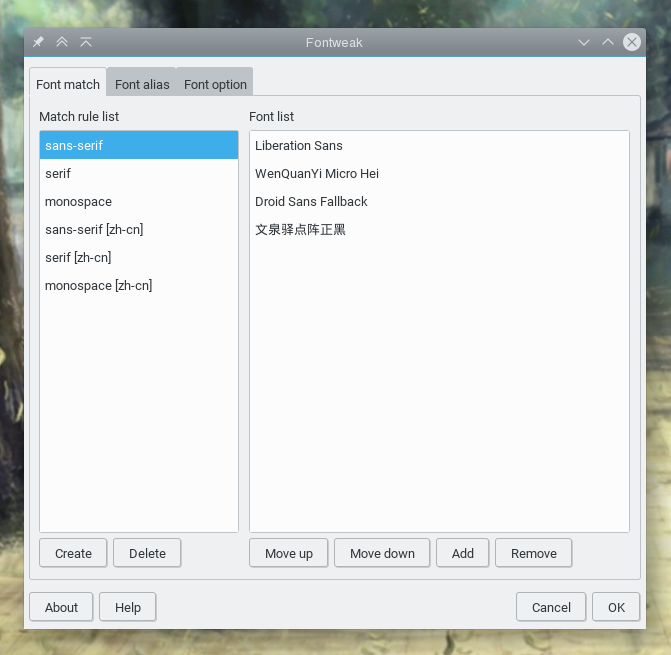 Fontweak
Font match Font alias Font option
Match rule list
sans-serif
serif
monospace
sans-serif [zh-cn]
serif [zh-cn]
monospace [zh-cn]
Font list
Liberation Sans
WenQuanYi Micro Hei
Droid Sans Fallback
文泉驿点阵正黑
Create Delete
Move up Move down Add Remove
About Help Cancel OK